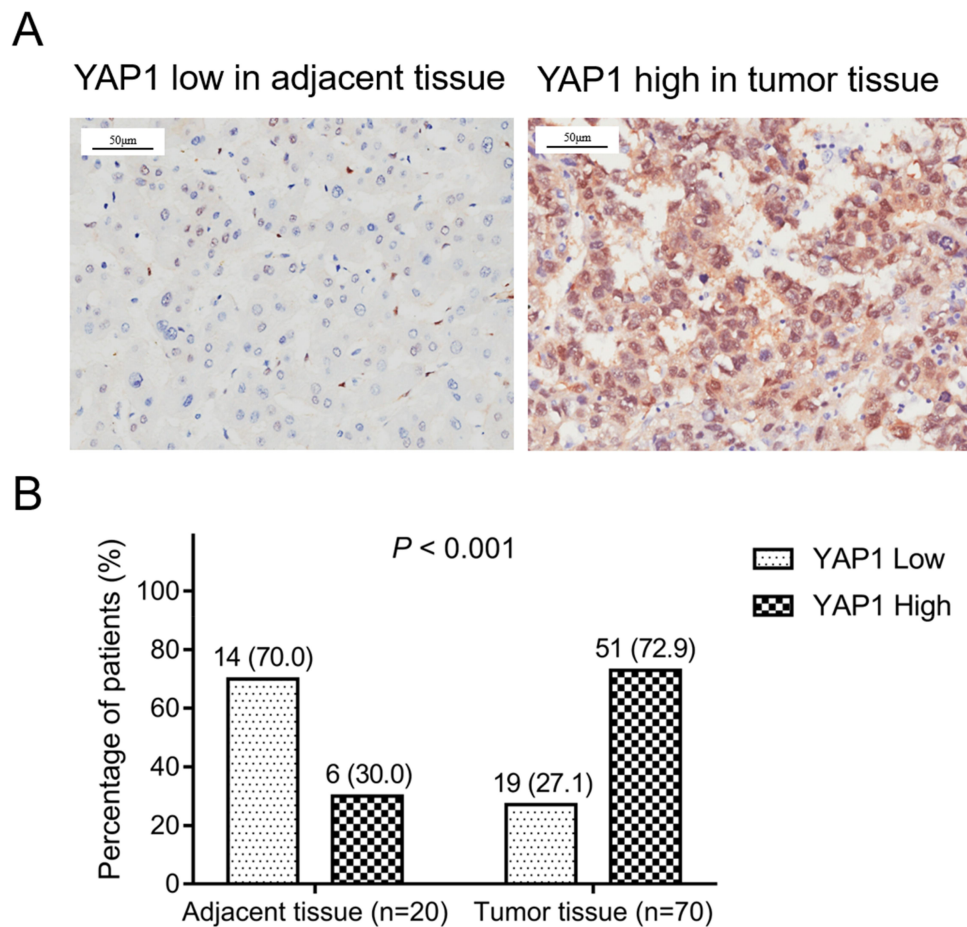 A
YAP1 low in adjacent tissue
YAP1 high in tumor tissue
50μm
50μm
B
P < 0.001
Percentage of patients (%)
100
80
60
40
20
0
14 (70.0)
6 (30.0)
19 (27.1)
51 (72.9)
Adjacent tissue (n=20)
Tumor tissue (n=70)
YAP1 Low
YAP1 High